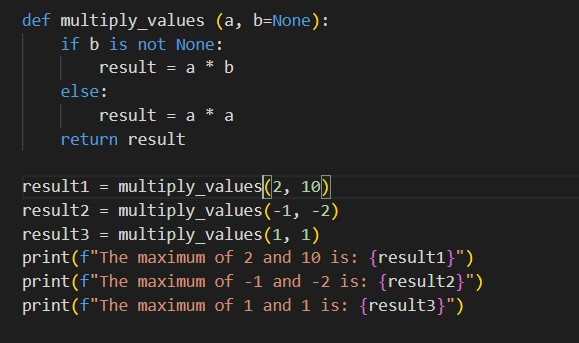 def multiply_values (a, b=None):
    if b is not None:
        result = a * b
    else:
        result = a * a
    return result

result1 = multiply_values(2, 10)
result2 = multiply_values(-1, -2)
result3 = multiply_values(1, 1)
print(f"The maximum of 2 and 10 is: {result1}")
print(f"The maximum of -1 and -2 is: {result2}")
print(f"The maximum of 1 and 1 is: {result3}")